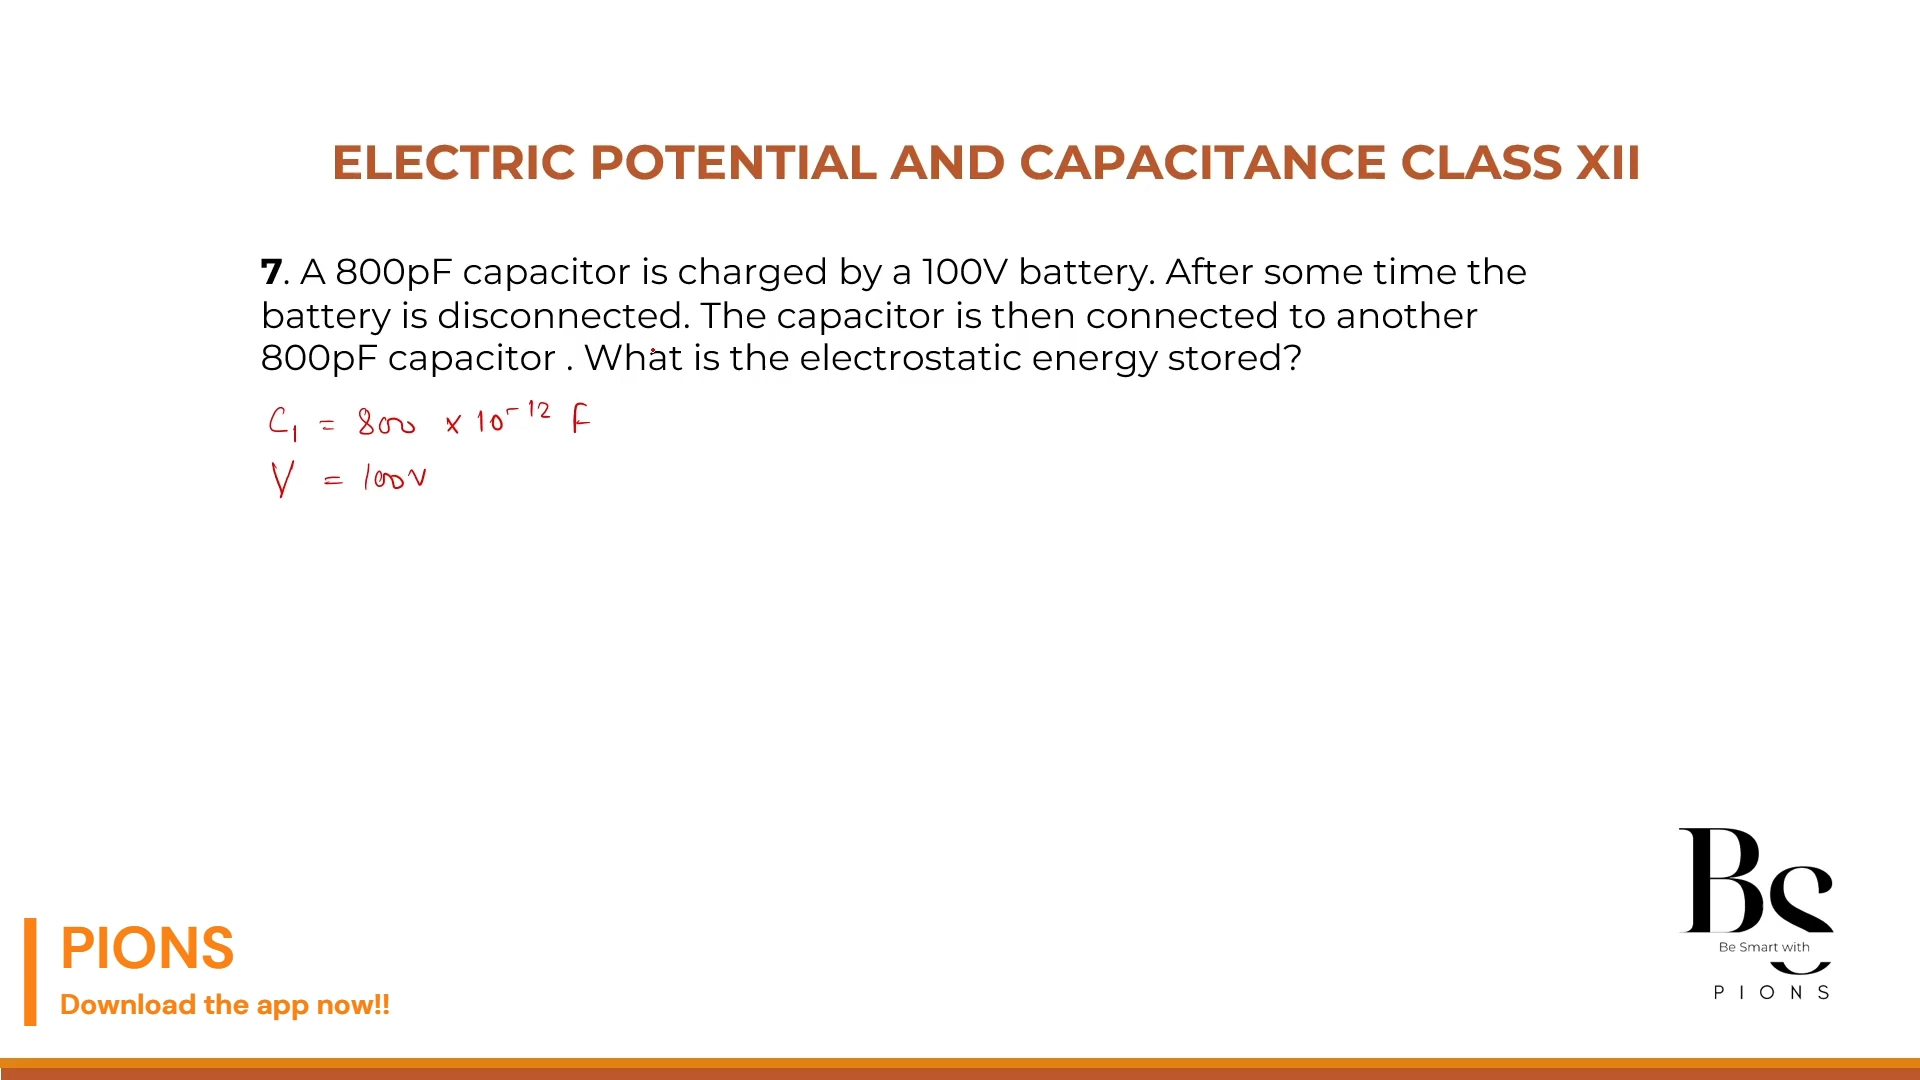 ELECTRIC POTENTIAL AND CAPACITANCE CLASS XII
7. A 800pF capacitor is charged by a 100V battery. After some time the
battery is disconnected. The capacitor is then connected to another
800pF capacitor . What is the electrostatic energy stored?
C₁ = 800 × 10⁻¹² F
V = 100V
PIONS
Download the app now!!
Bs
Be Smart with
PIONS